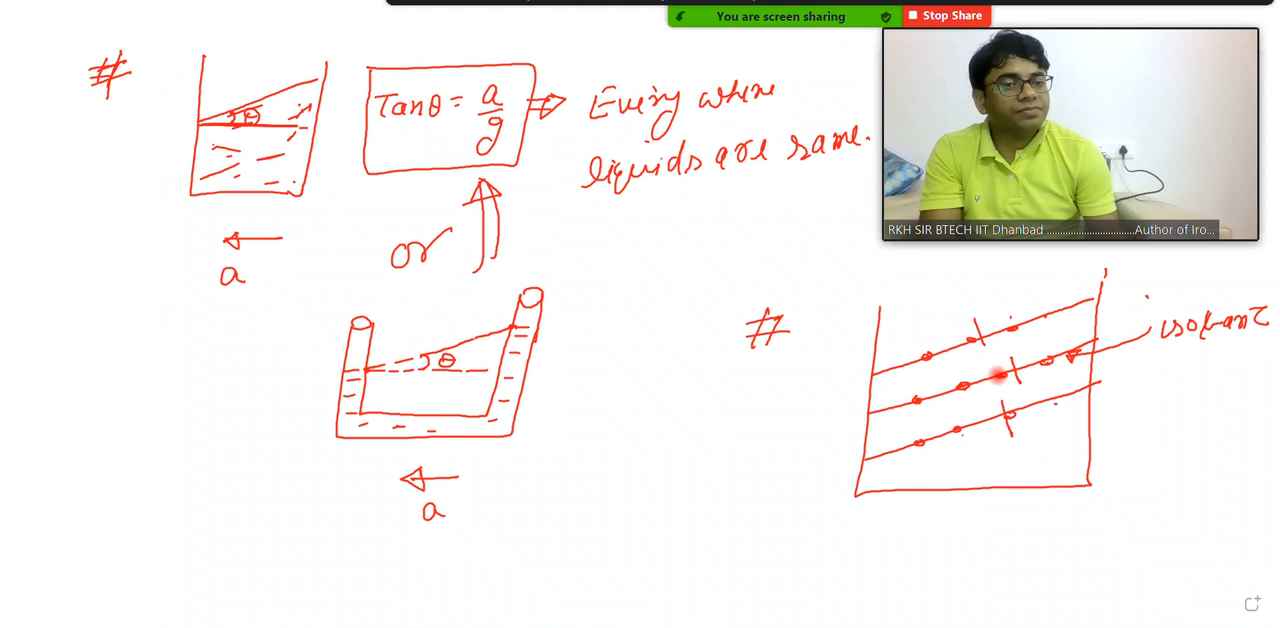 You are screen sharing
Stop Share
#
θ
Tanθ = a/g
⇒ Every where
liquids are same.
a
or
θ
a
RKH SIR BTECH IIT Dhanbad ....................................Author of Iro...
#